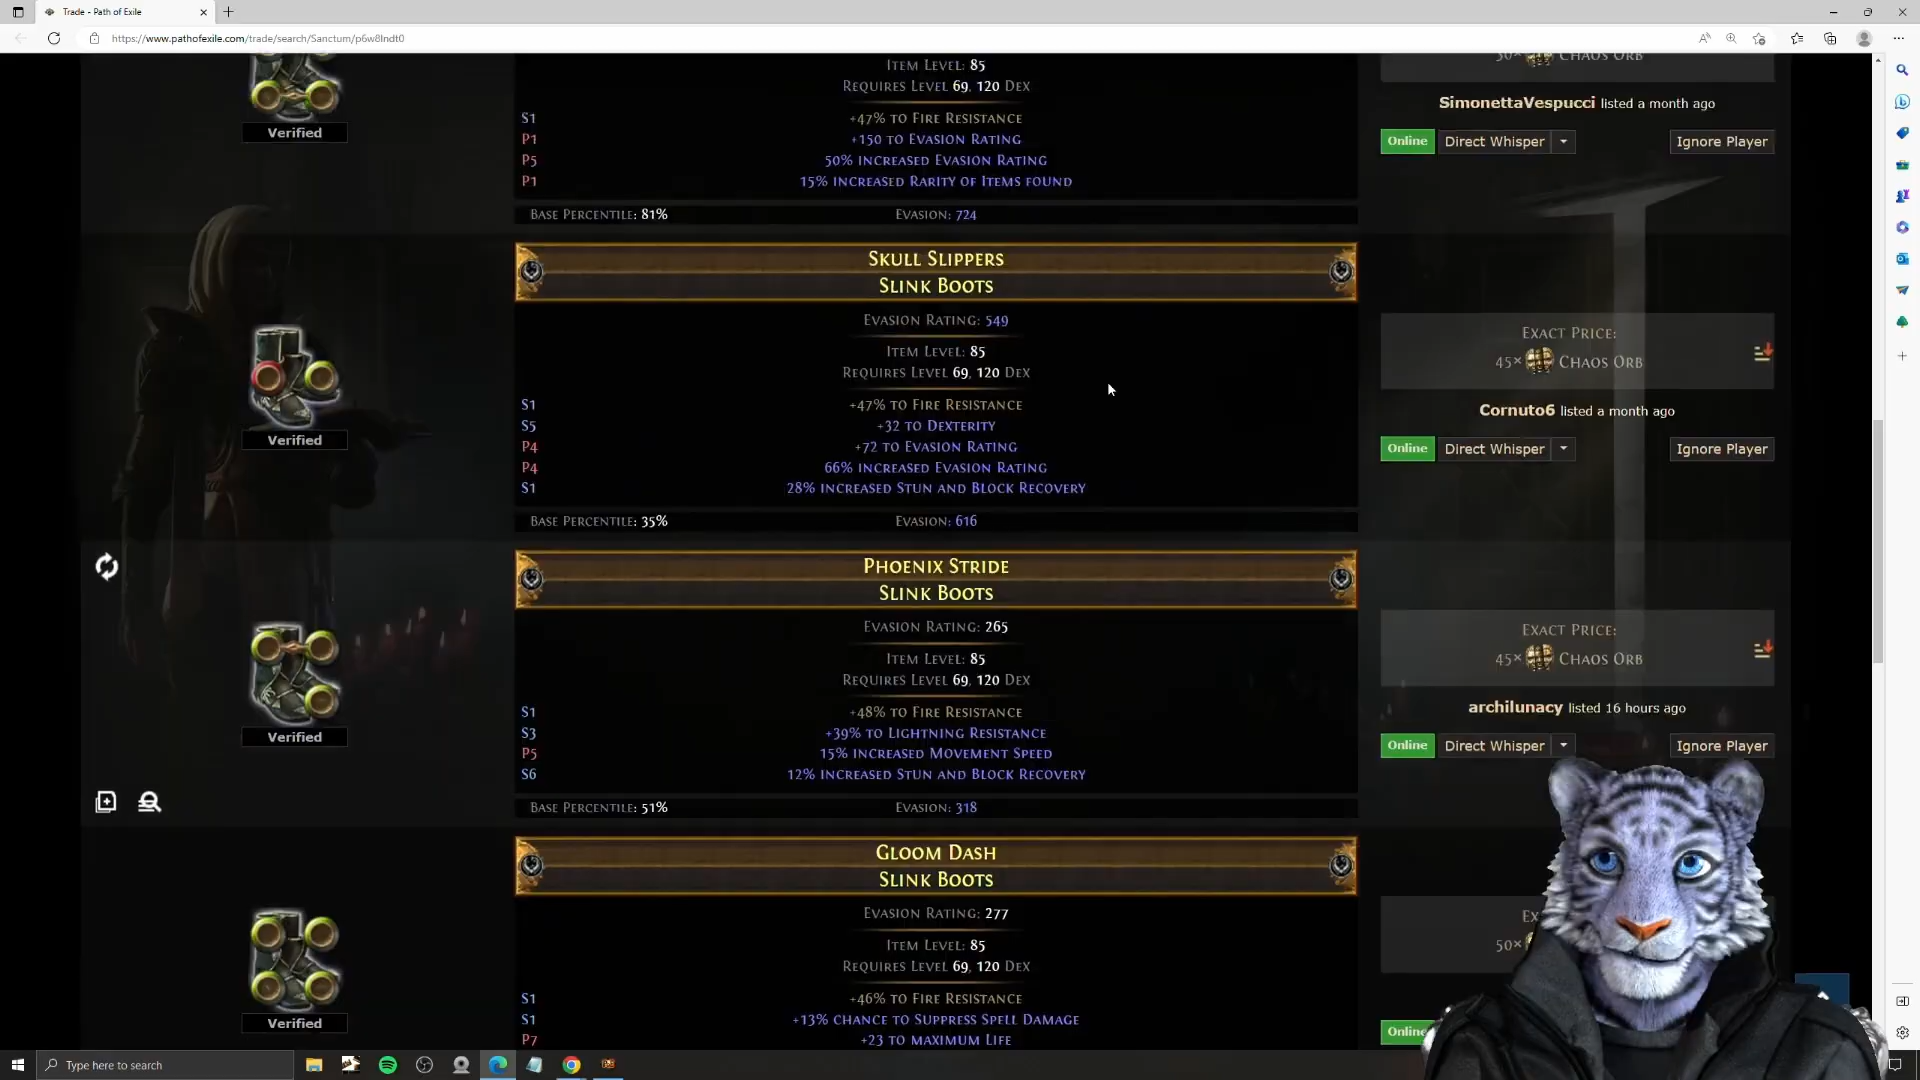 Trade - Path of Exile
https://www.pathofexile.com/trade/search/Sanctum/p6w8lndt0
Verified
Item Level: 85
Requires Level 69, 120 Dex
S1 +47% to Fire Resistance
P1 +150 to Evasion Rating
P5 50% increased Evasion Rating
P1 15% increased Rarity of Items found
Base Percentile: 81% Evasion: 724
Chaos Orb
SimonettaVespucci listed a month ago
Online Direct Whisper Ignore Player
Skull Slippers
Slink Boots
Evasion Rating: 549
Item Level: 85
Requires Level 69, 120 Dex
S1 +47% to Fire Resistance
S5 +32 to Dexterity
P4 +72 to Evasion Rating
P4 66% increased Evasion Rating
S1 28% increased Stun and Block Recovery
Base Percentile: 35% Evasion: 616
Verified
Exact Price:
45× Chaos Orb
Cornuto6 listed a month ago
Online Direct Whisper Ignore Player
Phoenix Stride
Slink Boots
Evasion Rating: 265
Item Level: 85
Requires Level 69, 120 Dex
S1 +48% to Fire Resistance
S3 +39% to Lightning Resistance
P5 15% increased Movement Speed
S6 12% increased Stun and Block Recovery
Base Percentile: 51% Evasion: 318
Verified
Exact Price:
45× Chaos Orb
archilunacy listed 16 hours ago
Online Direct Whisper Ignore Player
Gloom Dash
Slink Boots
Evasion Rating: 277
Item Level: 85
Requires Level 69, 120 Dex
S1 +46% to Fire Resistance
S1 +13% chance to Suppress Spell Damage
P7 +23 to maximum Life
Verified
Ex
50×
Online
Type here to search